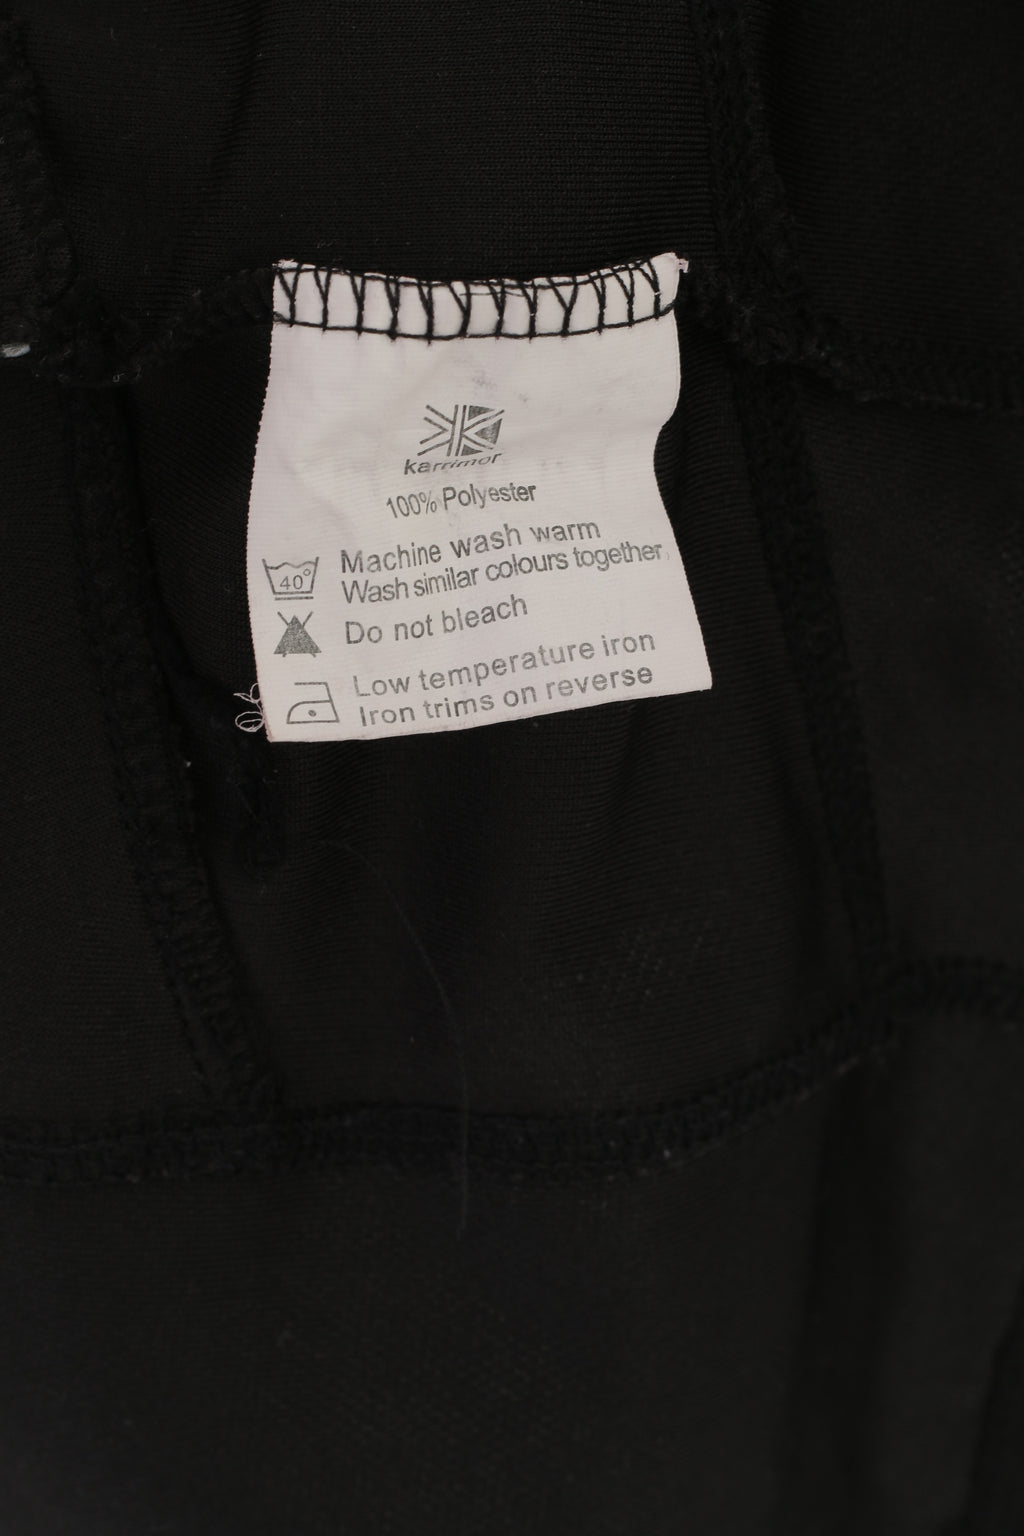 karrimor
100% Polyester
40° Machine wash warm
Wash similar colours together,
Do not bleach
Low temperature iron
Iron trims on reverse